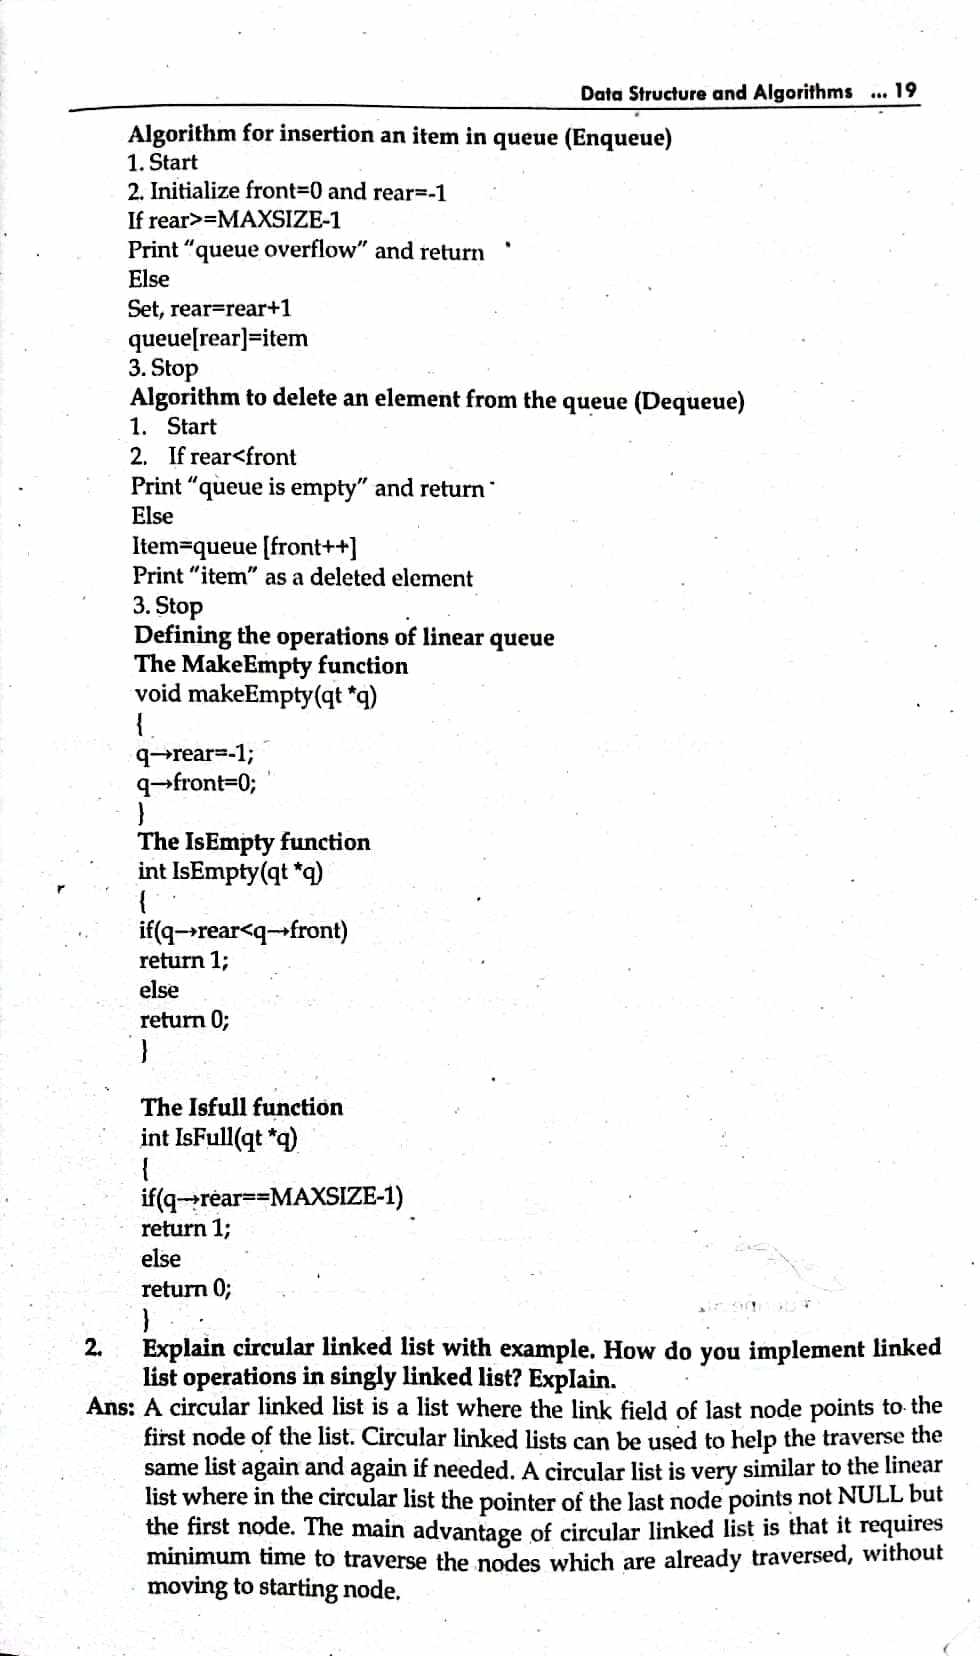 Data Structure and Algorithms ... 19
Algorithm for insertion an item in queue (Enqueue)
1. Start
2. Initialize front=0 and rear=-1
If rear>=MAXSIZE-1
Print "queue overflow" and return
Else
Set, rear=rear+1
queue[rear]=item
3. Stop
Algorithm to delete an element from the queue (Dequeue)
1. Start
2. If rear<front
Print "queue is empty" and return
Else
Item=queue [front++]
Print "item" as a deleted element
3. Stop
Defining the operations of linear queue
The MakeEmpty function
void makeEmpty(qt *q)
{
q→rear=-1;
q→front=0;
}
The IsEmpty function
int IsEmpty(qt *q)
{
if(q→rear<q→front)
return 1;
else
return 0;
}
The Isfull function
int IsFull(qt *q)
{
if(q→rear==MAXSIZE-1)
return 1;
else
return 0;
}
2. Explain circular linked list with example. How do you implement linked
list operations in singly linked list? Explain.
Ans: A circular linked list is a list where the link field of last node points to the
first node of the list. Circular linked lists can be used to help the traverse the
same list again and again if needed. A circular list is very similar to the linear
list where in the circular list the pointer of the last node points not NULL but
the first node. The main advantage of circular linked list is that it requires
minimum time to traverse the nodes which are already traversed, without
moving to starting node.